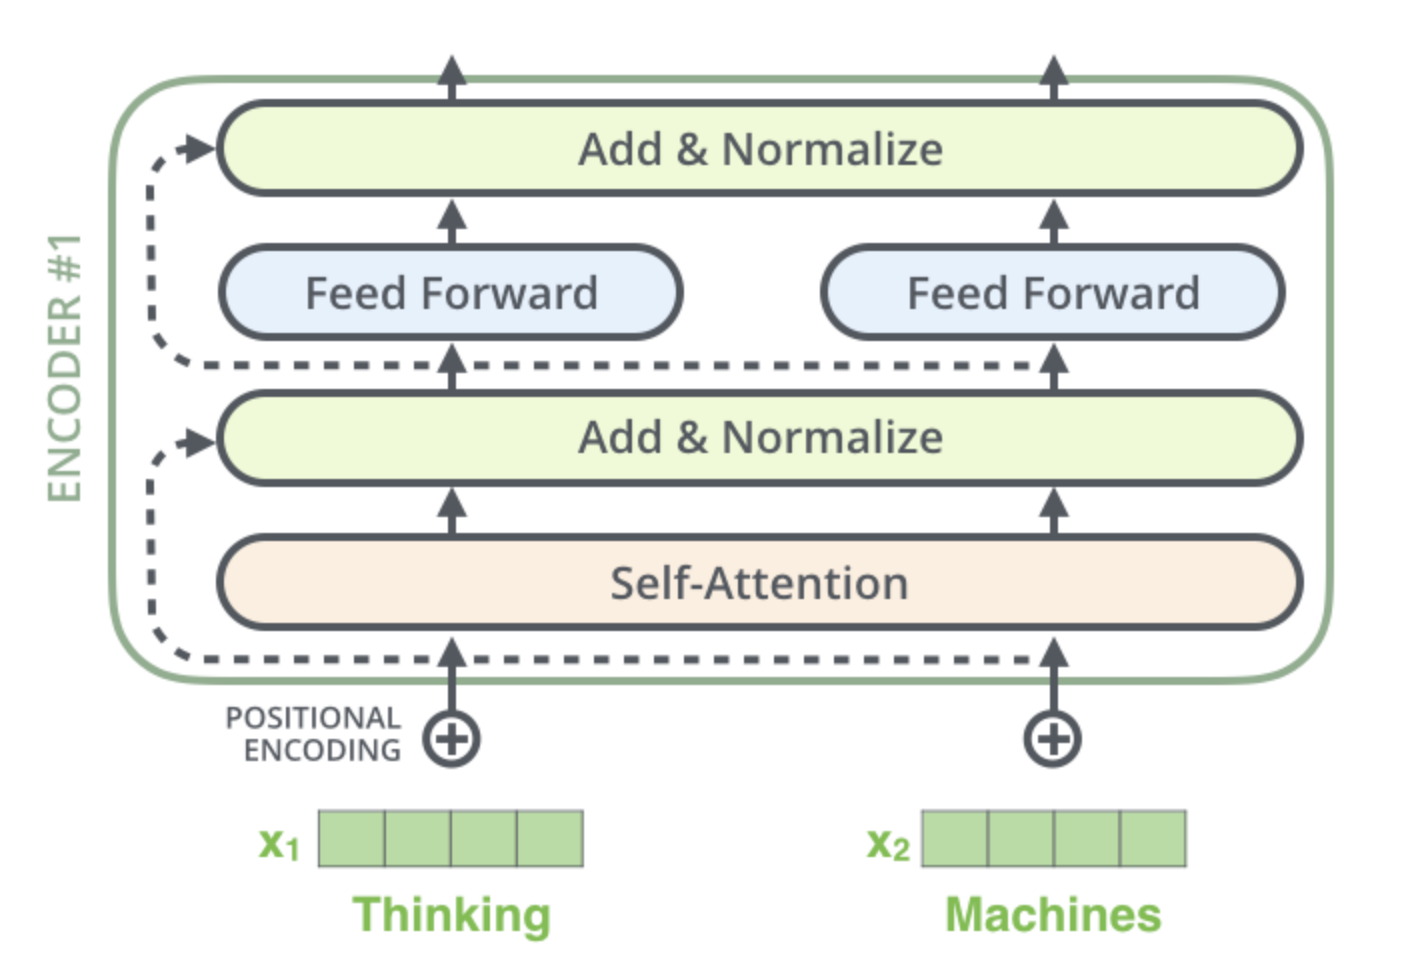 Add & Normalize
Feed Forward
Feed Forward
Add & Normalize
Self-Attention
ENCODER #1
POSITIONAL
ENCODING
x1
x2
Thinking
Machines